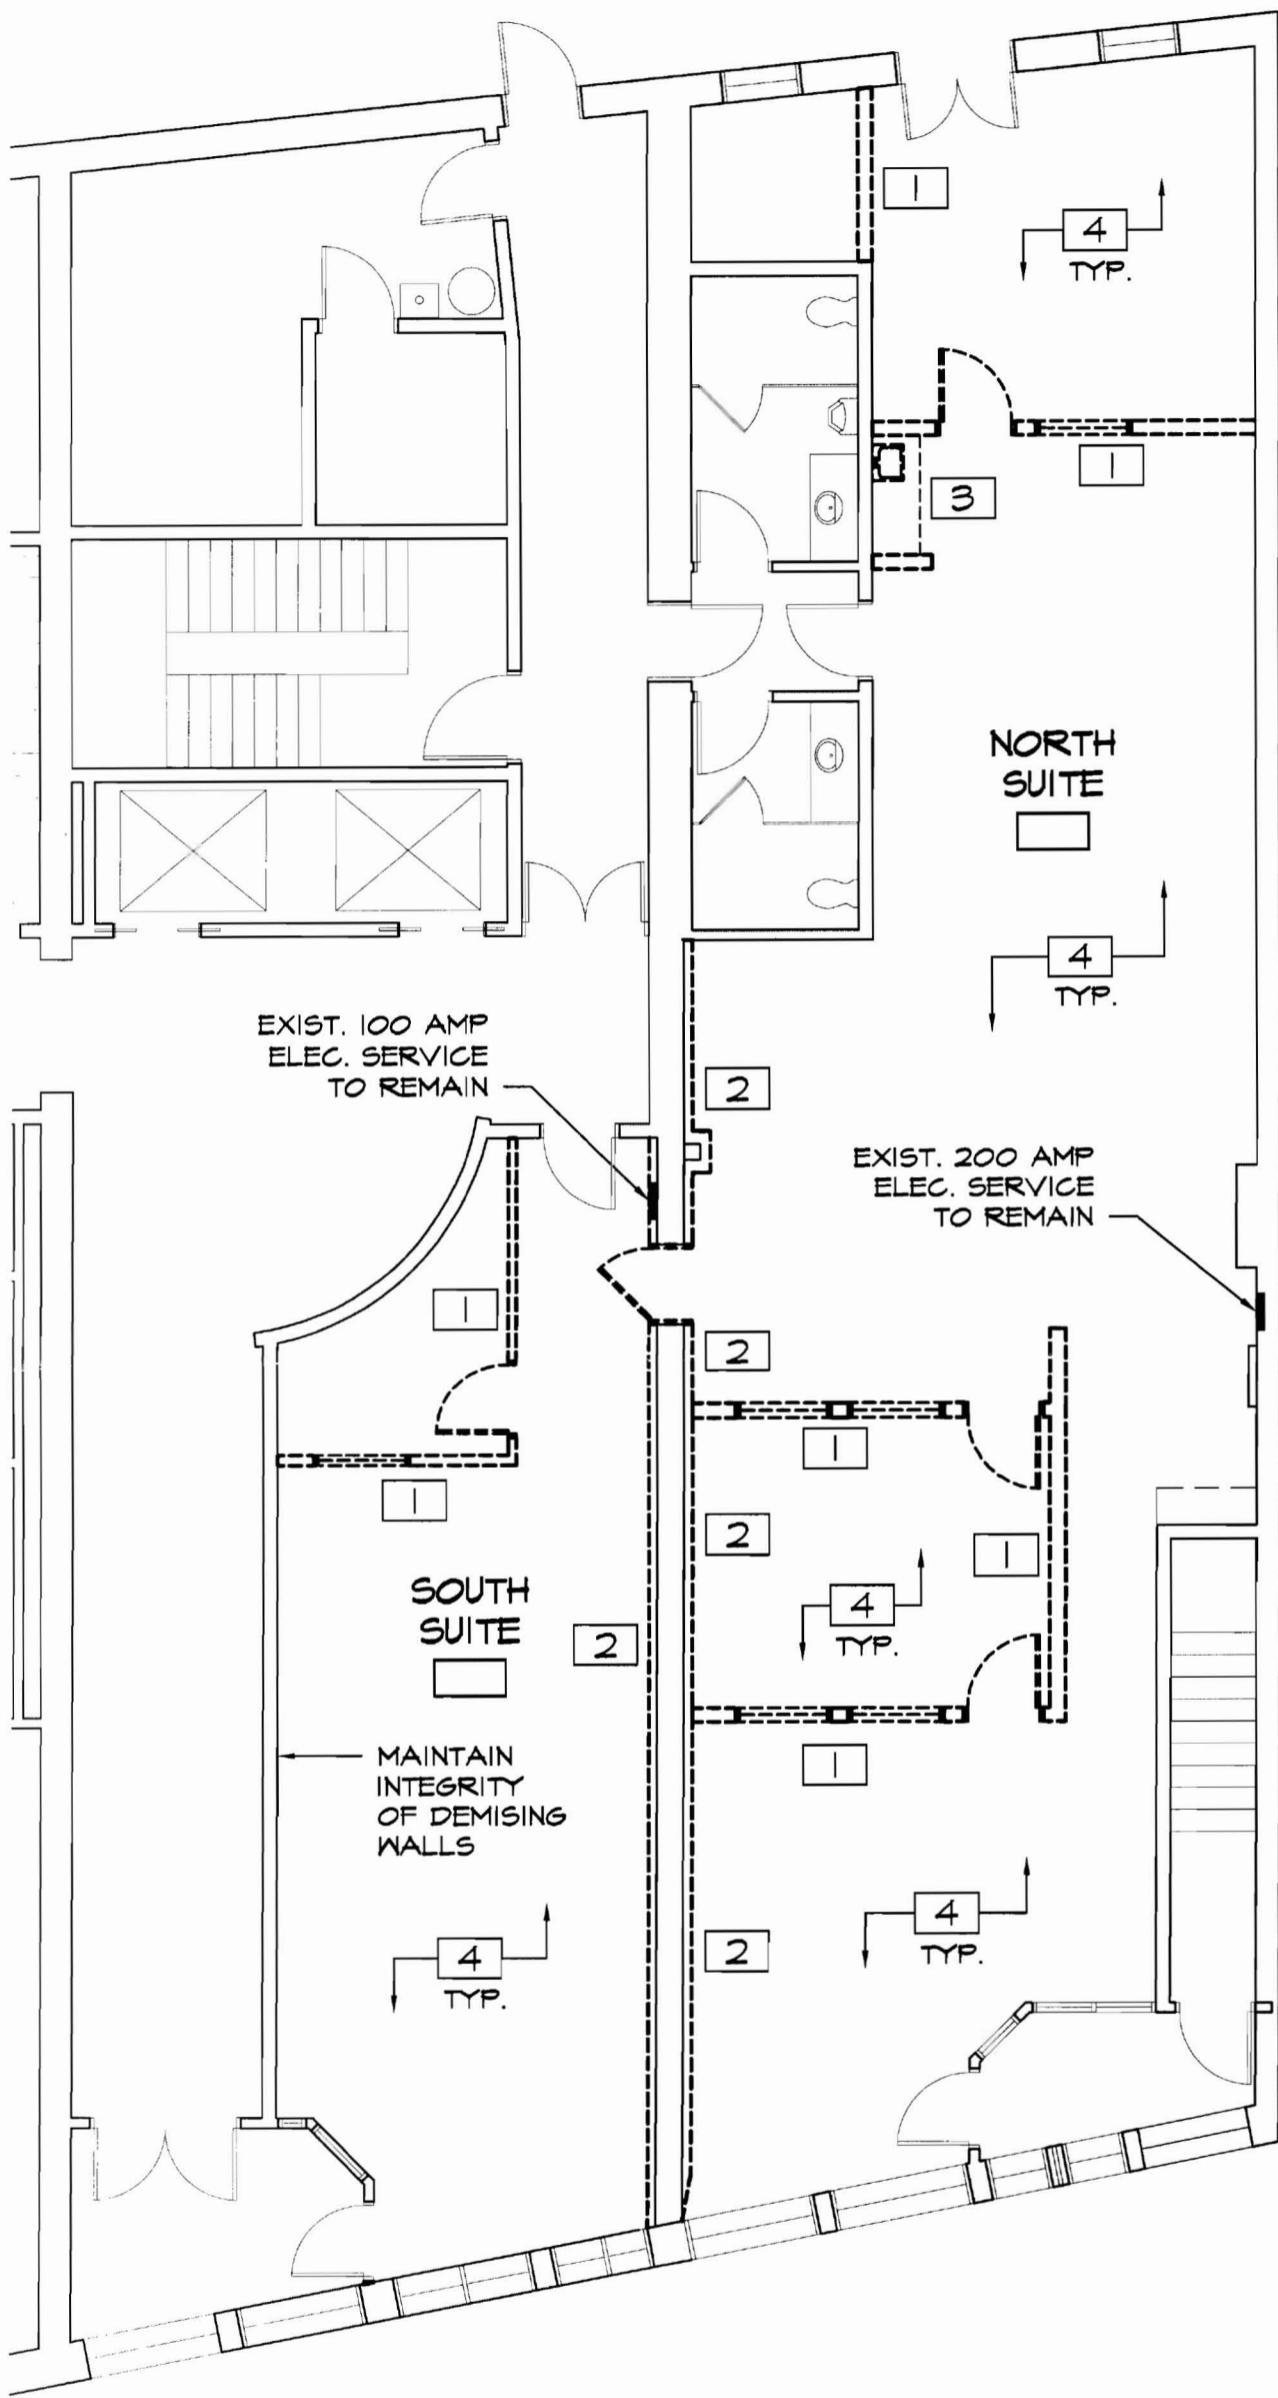 1
4
TYP.
1
3
NORTH
SUITE
4
TYP.
EXIST. 100 AMP
ELEC. SERVICE
TO REMAIN
2
EXIST. 200 AMP
ELEC. SERVICE
TO REMAIN
1
2
1
1
2
1
SOUTH
SUITE
2
4
TYP.
1
MAINTAIN
INTEGRITY
OF DEMISING
WALLS
4
TYP.
2
4
TYP.